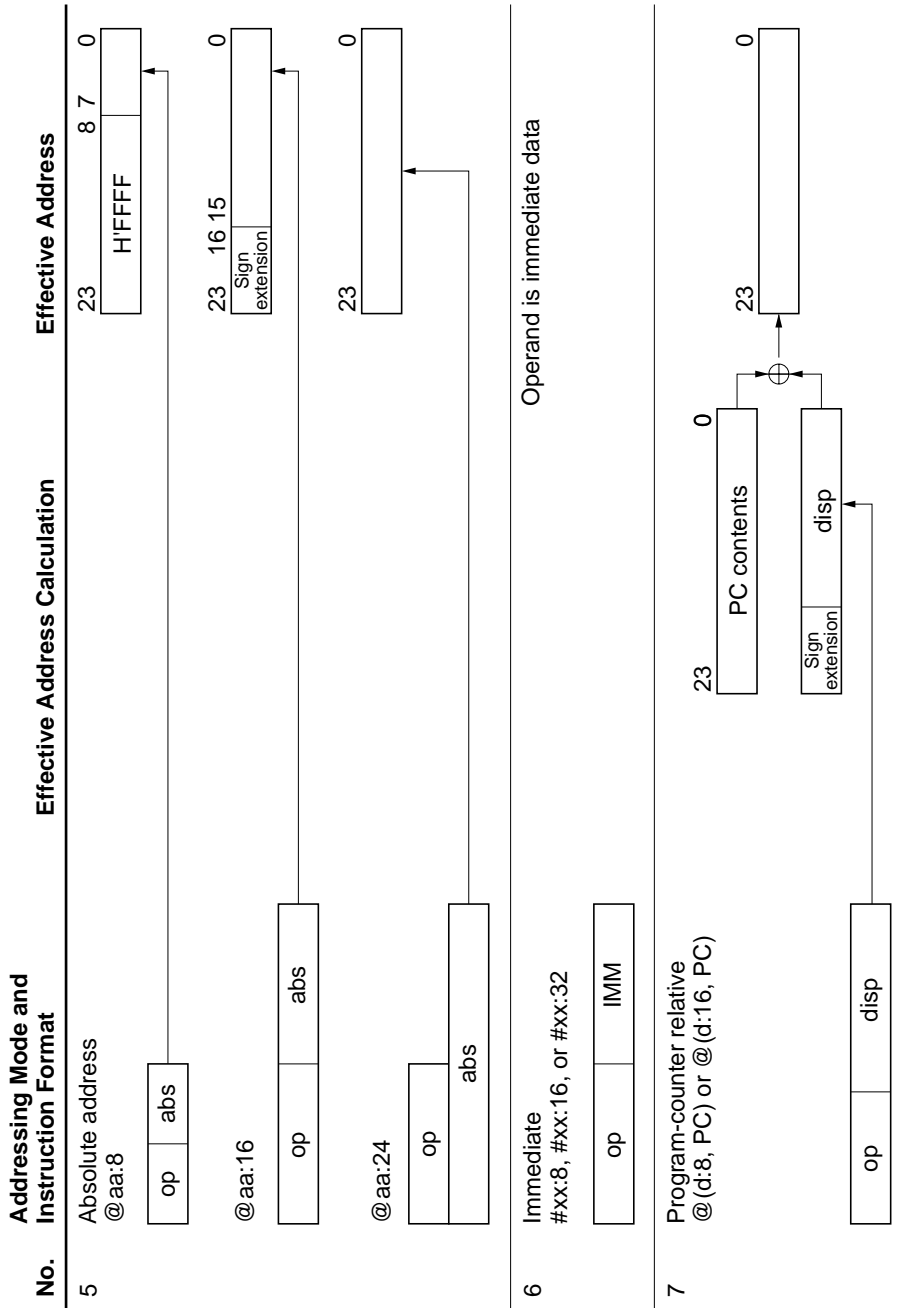 Addressing Mode and
No. Instruction Format Effective Address Calculation Effective Address
5 Absolute address
@aa:8
op abs
23 8 7 0
H'FFFF
@aa:16
op abs
23 16 15 0
Sign
extension
@aa:24
op
abs
23 0
6 Immediate
#xx:8, #xx:16, or #xx:32
op IMM
Operand is immediate data
7 Program-counter relative
@(d:8, PC) or @(d:16, PC)
23 0
PC contents
23 0
Sign
extension
disp
op disp